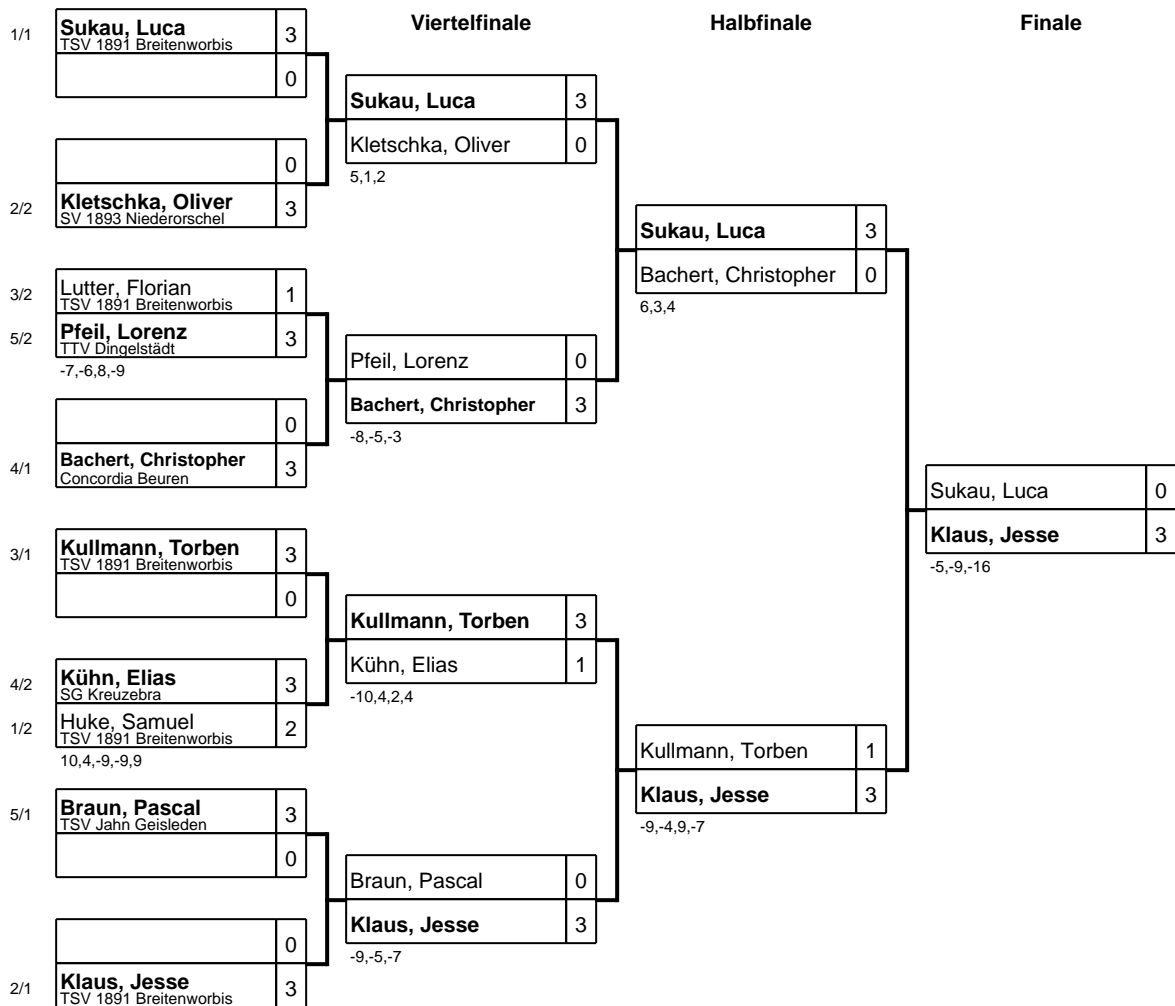 Viertelfinale
Halbfinale
Finale
1/1
Sukau, Luca 3
TSV 1891 Breitenworbis
0
0
2/2
Kletschka, Oliver 3
SV 1893 Niederorschel
3/2
Lutter, Florian 1
TSV 1891 Breitenworbis
5/2
Pfeil, Lorenz 3
TTV Dingelstädt
-7,-6,8,-9
0
4/1
Bachert, Christopher 3
Concordia Beuren
3/1
Kullmann, Torben 3
TSV 1891 Breitenworbis
0
4/2
Kühn, Elias 3
SG Kreuzebra
1/2
Huke, Samuel 2
TSV 1891 Breitenworbis
10,4,-9,-9,9
5/1
Braun, Pascal 3
TSV Jahn Geisleden
0
0
2/1
Klaus, Jesse 3
TSV 1891 Breitenworbis
Sukau, Luca 3
Kletschka, Oliver 0
5,1,2
Pfeil, Lorenz 0
Bachert, Christopher 3
-8,-5,-3
Kullmann, Torben 3
Kühn, Elias 1
-10,4,2,4
Braun, Pascal 0
Klaus, Jesse 3
-9,-5,-7
Sukau, Luca 3
Bachert, Christopher 0
6,3,4
Kullmann, Torben 1
Klaus, Jesse 3
-9,-4,9,-7
Sukau, Luca 0
Klaus, Jesse 3
-5,-9,-16